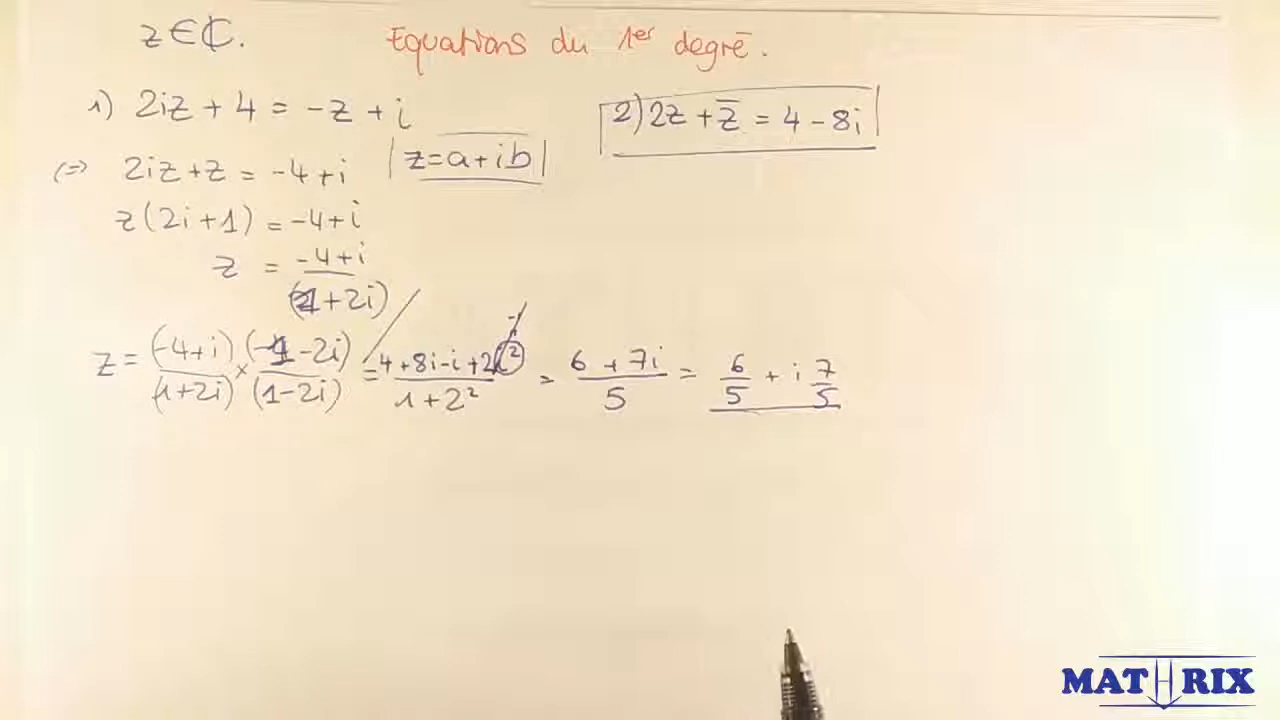 z ∈ ℂ. Equations du 1er degré.
1) 2iz + 4 = -z + i
2) 2z + z̄ = 4 - 8i
⇔ 2iz + z = -4 + i
z = a + ib
z(2i + 1) = -4 + i
z = (-4 + i) / (1 + 2i)
z = (-4+i)/(1+2i) × (1-2i)/(1-2i) = (-4+8i-i+2i²)/(1+2²) = (6+7i)/5 = 6/5 + i 7/5
MATHRIX